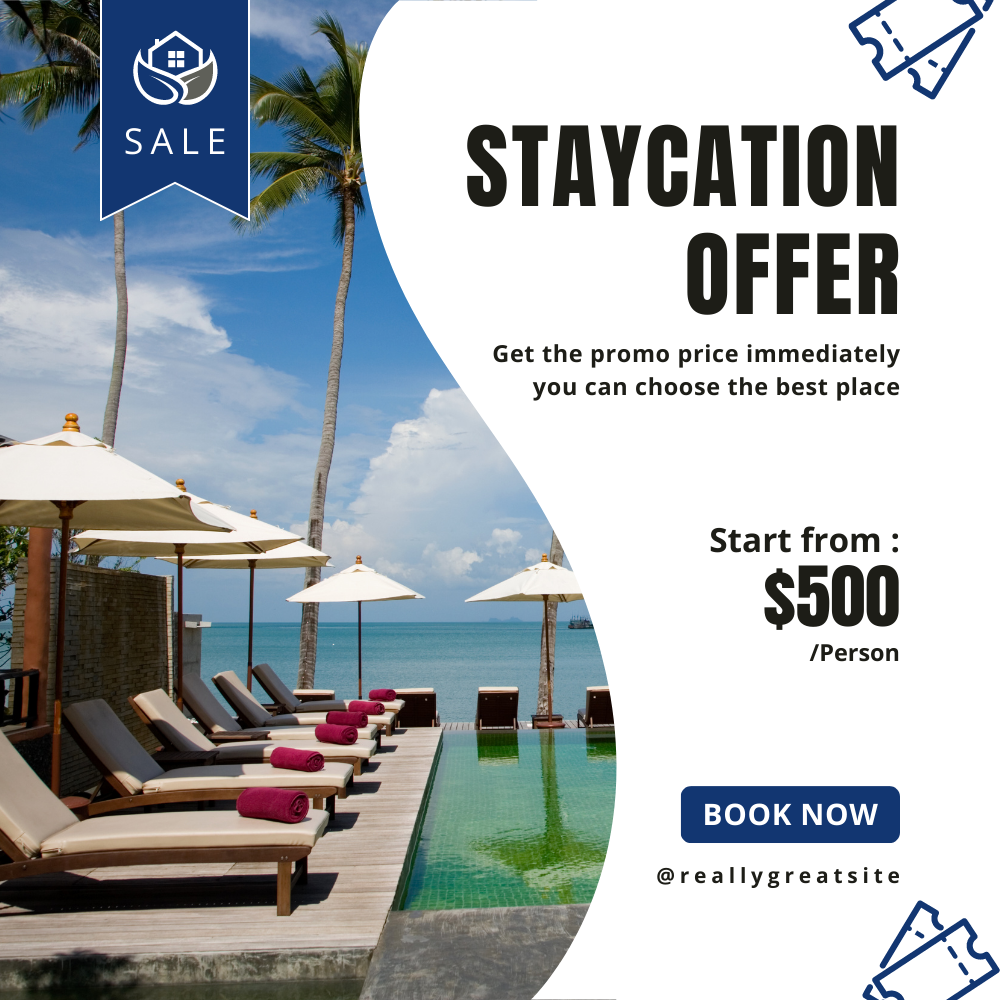 SALE
STAYCATION
OFFER
Get the promo price immediately
you can choose the best place
Start from :
$500
/Person
BOOK NOW
@reallygreatsite